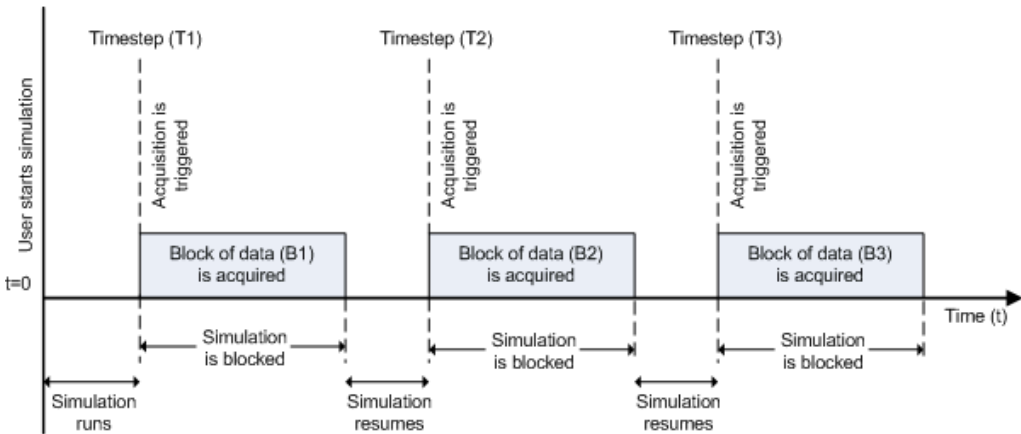 User starts simulation
t=0
Timestep (T1)
Timestep (T2)
Timestep (T3)
Acquisition is
triggered
Acquisition is
triggered
Acquisition is
triggered
Block of data (B1)
is acquired
Block of data (B2)
is acquired
Block of data (B3)
is acquired
Time (t)
Simulation
is blocked
Simulation
is blocked
Simulation
is blocked
Simulation
runs
Simulation
resumes
Simulation
resumes